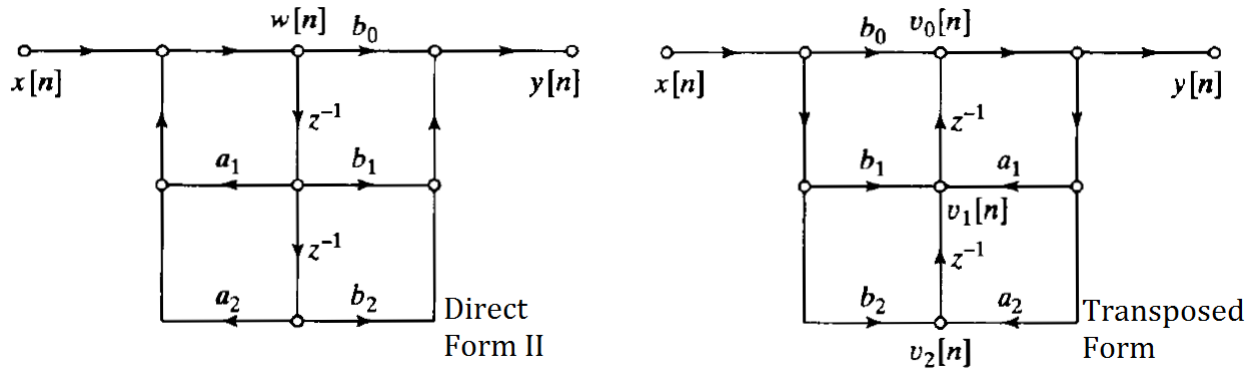 w[n] b₀
x[n] y[n]
z⁻¹
a₁ b₁
z⁻¹
a₂ b₂
Direct
Form II
b₀ v₀[n]
x[n] y[n]
z⁻¹
b₁ a₁
v₁[n]
z⁻¹
b₂ a₂
v₂[n]
Transposed
Form